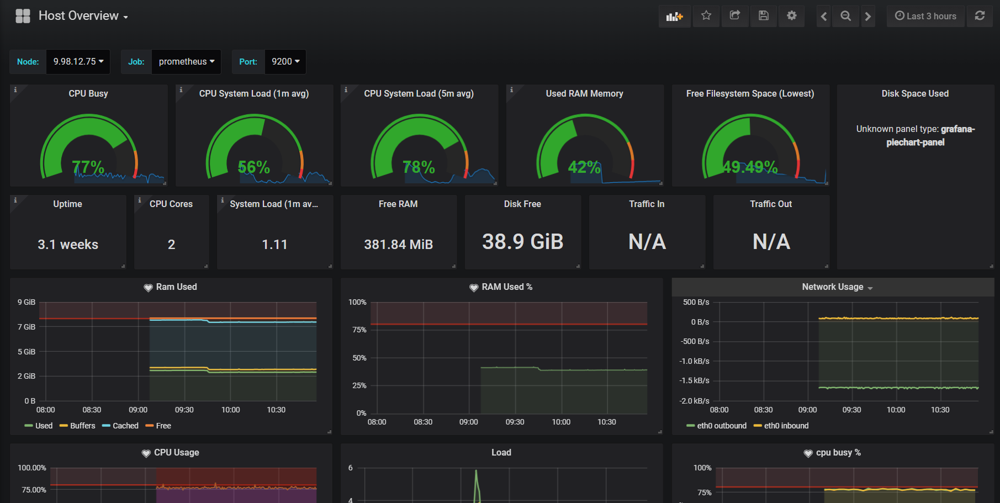 Host Overview
Last 3 hours
Node: 9.98.12.75
Job: prometheus
Port: 9200
CPU Busy
77%
CPU System Load (1m avg)
56%
CPU System Load (5m avg)
78%
Used RAM Memory
42%
Free Filesystem Space (Lowest)
49.49%
Disk Space Used
Unknown panel type: grafana-
piechart-panel
Uptime
3.1 weeks
CPU Cores
2
System Load (1m av...
1.11
Free RAM
381.84 MiB
Disk Free
38.9 GiB
Traffic In
N/A
Traffic Out
N/A
Ram Used
9 GiB
7 GiB
5 GiB
2 GiB
0 B
08:00 08:30 09:00 09:30 10:00 10:30
Used Buffers Cached Free
RAM Used %
100%
75%
50%
25%
0%
08:00 08:30 09:00 09:30 10:00 10:30
Network Usage
500 B/s
0 B/s
-500 B/s
-1.0 kB/s
-1.5 kB/s
-2.0 kB/s
08:00 08:30 09:00 09:30 10:00 10:30
eth0 outbound eth0 inbound
CPU Usage
100.00%
75.00%
Load
6
4
cpu busy %
100%
75%